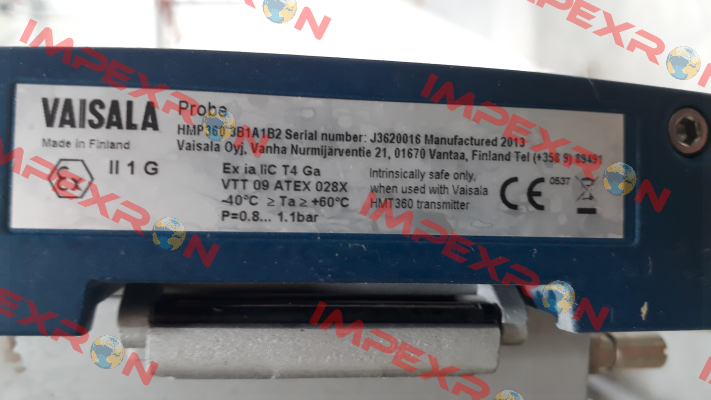 VAISALA
Made in Finland
Probe
HMP360 3B1A1B2 Serial number: J3620016 Manufactured 2013
Vaisala Oyj, Vanha Nurmijärventie 21, 01670 Vantaa, Finland Tel (+358 9) 89491
Ex
II 1 G
Ex ia IIC T4 Ga
VTT 09 ATEX 028X
-40°C ≥ Ta ≥ +60°C
P=0.8... 1.1bar
Intrinsically safe only.
when used with Vaisala
HMT360 transmitter
CE 0537
IMPEXRON
IMPEXRON
IMPEXRON
IMPEXRON
IMPEXRON
IMPEXRON
IMPEXRON